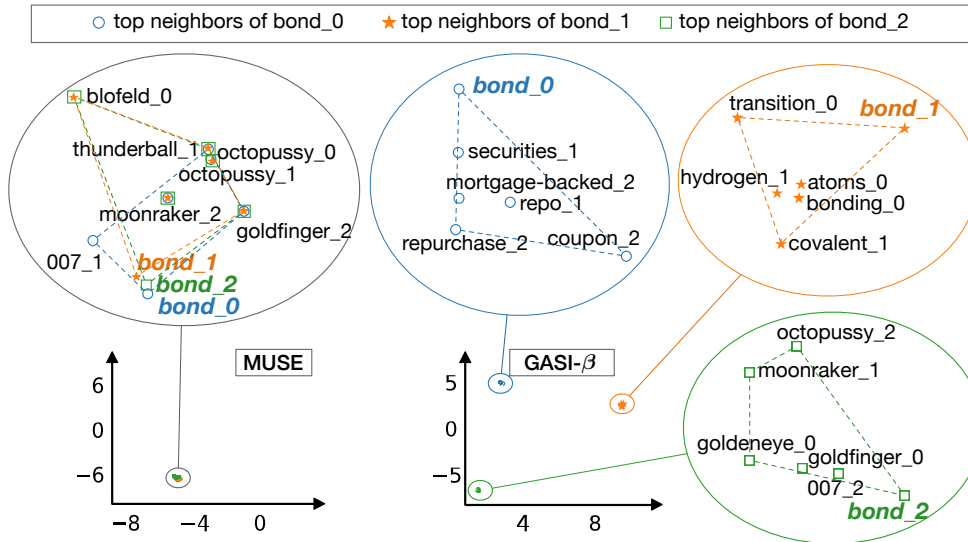 top neighbors of bond_0 top neighbors of bond_1 top neighbors of bond_2
blofeld_0
thunderball_1
octopussy_0
octopussy_1
moonraker_2
goldfinger_2
007_1
bond_1
bond_2
bond_0
bond_0
securities_1
mortgage-backed_2
repo_1
repurchase_2
coupon_2
transition_0
bond_1
hydrogen_1
atoms_0
bonding_0
covalent_1
octopussy_2
moonraker_1
goldeneye_0
goldfinger_0
007_2
bond_2
MUSE
6
0
−6
−8 −4 0
GASI-β
5
0
−5
4 8